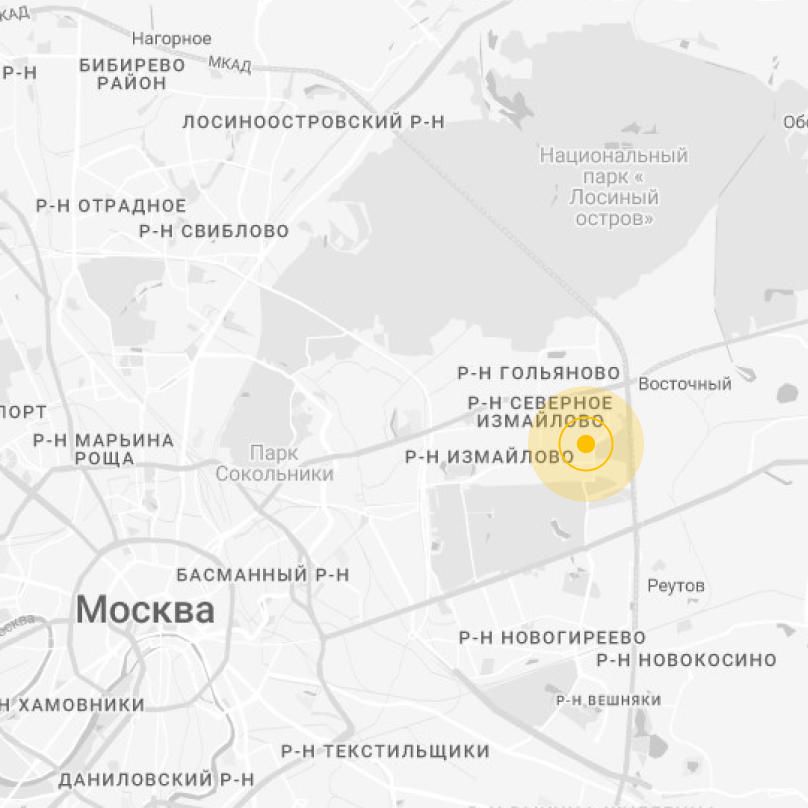 КАД
Нагорное
МКАД
Р-Н
БИБИРЕВО
РАЙОН
ЛОСИНООСТРОВСКИЙ Р-Н
Обо
Национальный
парк «
Лосиный
остров»
Р-Н ОТРАДНОЕ
Р-Н СВИБЛОВО
Р-Н ГОЛЬЯНОВО
Восточный
Р-Н СЕВЕРНОЕ
ИЗМАЙЛОВО
ПОРТ
Р-Н МАРЬИНА
РОЩА
Парк
Сокольники
Р-Н ИЗМАЙЛОВО
БАСМАННЫЙ Р-Н
Реутов
Москва
осква
Р-Н НОВОГИРЕЕВО
Р-Н НОВОКОСИНО
Н ХАМОВНИКИ
Р-Н ВЕШНЯКИ
Р-Н ТЕКСТИЛЬЩИКИ
ДАНИЛОВСКИЙ Р-Н